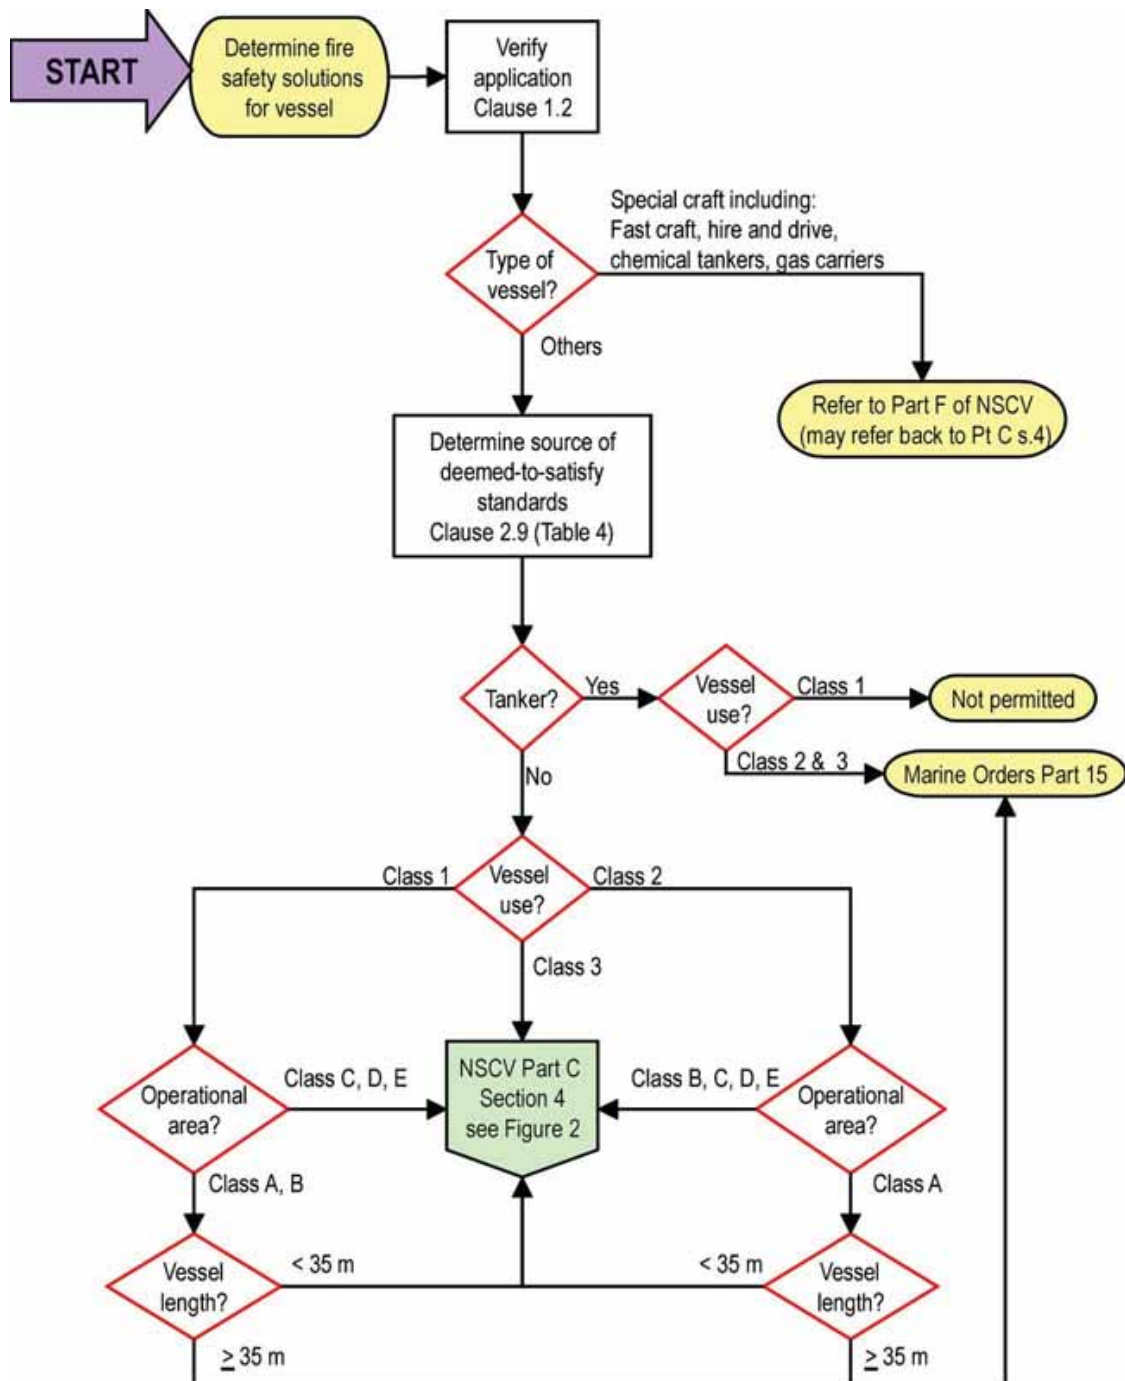 START
Determine fire
safety solutions
for vessel
Verify
application
Clause 1.2
Special craft including:
Fast craft, hire and drive,
chemical tankers, gas carriers
Type of
vessel?
Others
Refer to Part F of NSCV
(may refer back to Pt C s.4)
Determine source of
deemed-to-satisfy
standards
Clause 2.9 (Table 4)
Tanker?
Yes
Vessel
use?
Class 1
Not permitted
Class 2 & 3
Marine Orders Part 15
No
Class 1
Vessel
use?
Class 2
Class 3
Operational
area?
Class C, D, E
NSCV Part C
Section 4
see Figure 2
Class B, C, D, E
Operational
area?
Class A, B
Class A
Vessel
length?
< 35 m
< 35 m
Vessel
length?
≥ 35 m
≥ 35 m